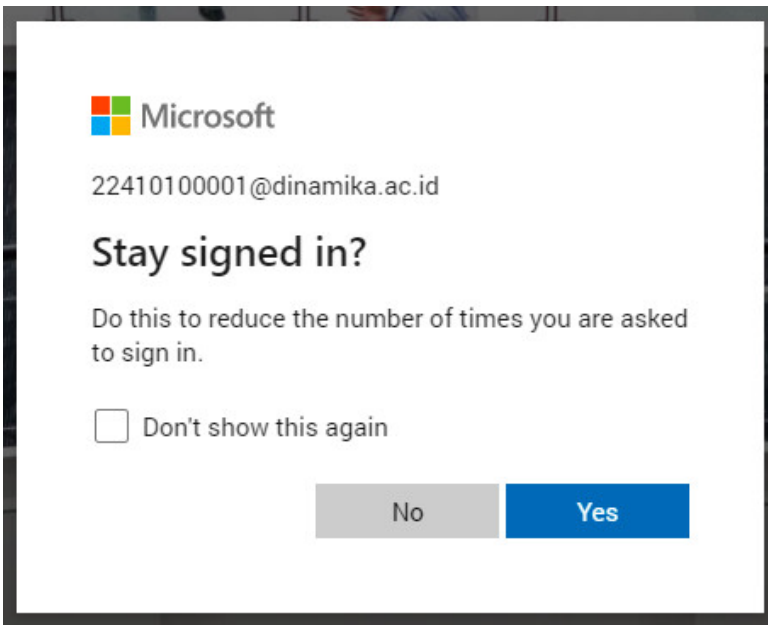 Microsoft
22410100001@dinamika.ac.id
Stay signed in?
Do this to reduce the number of times you are asked
to sign in.
Don't show this again
No
Yes